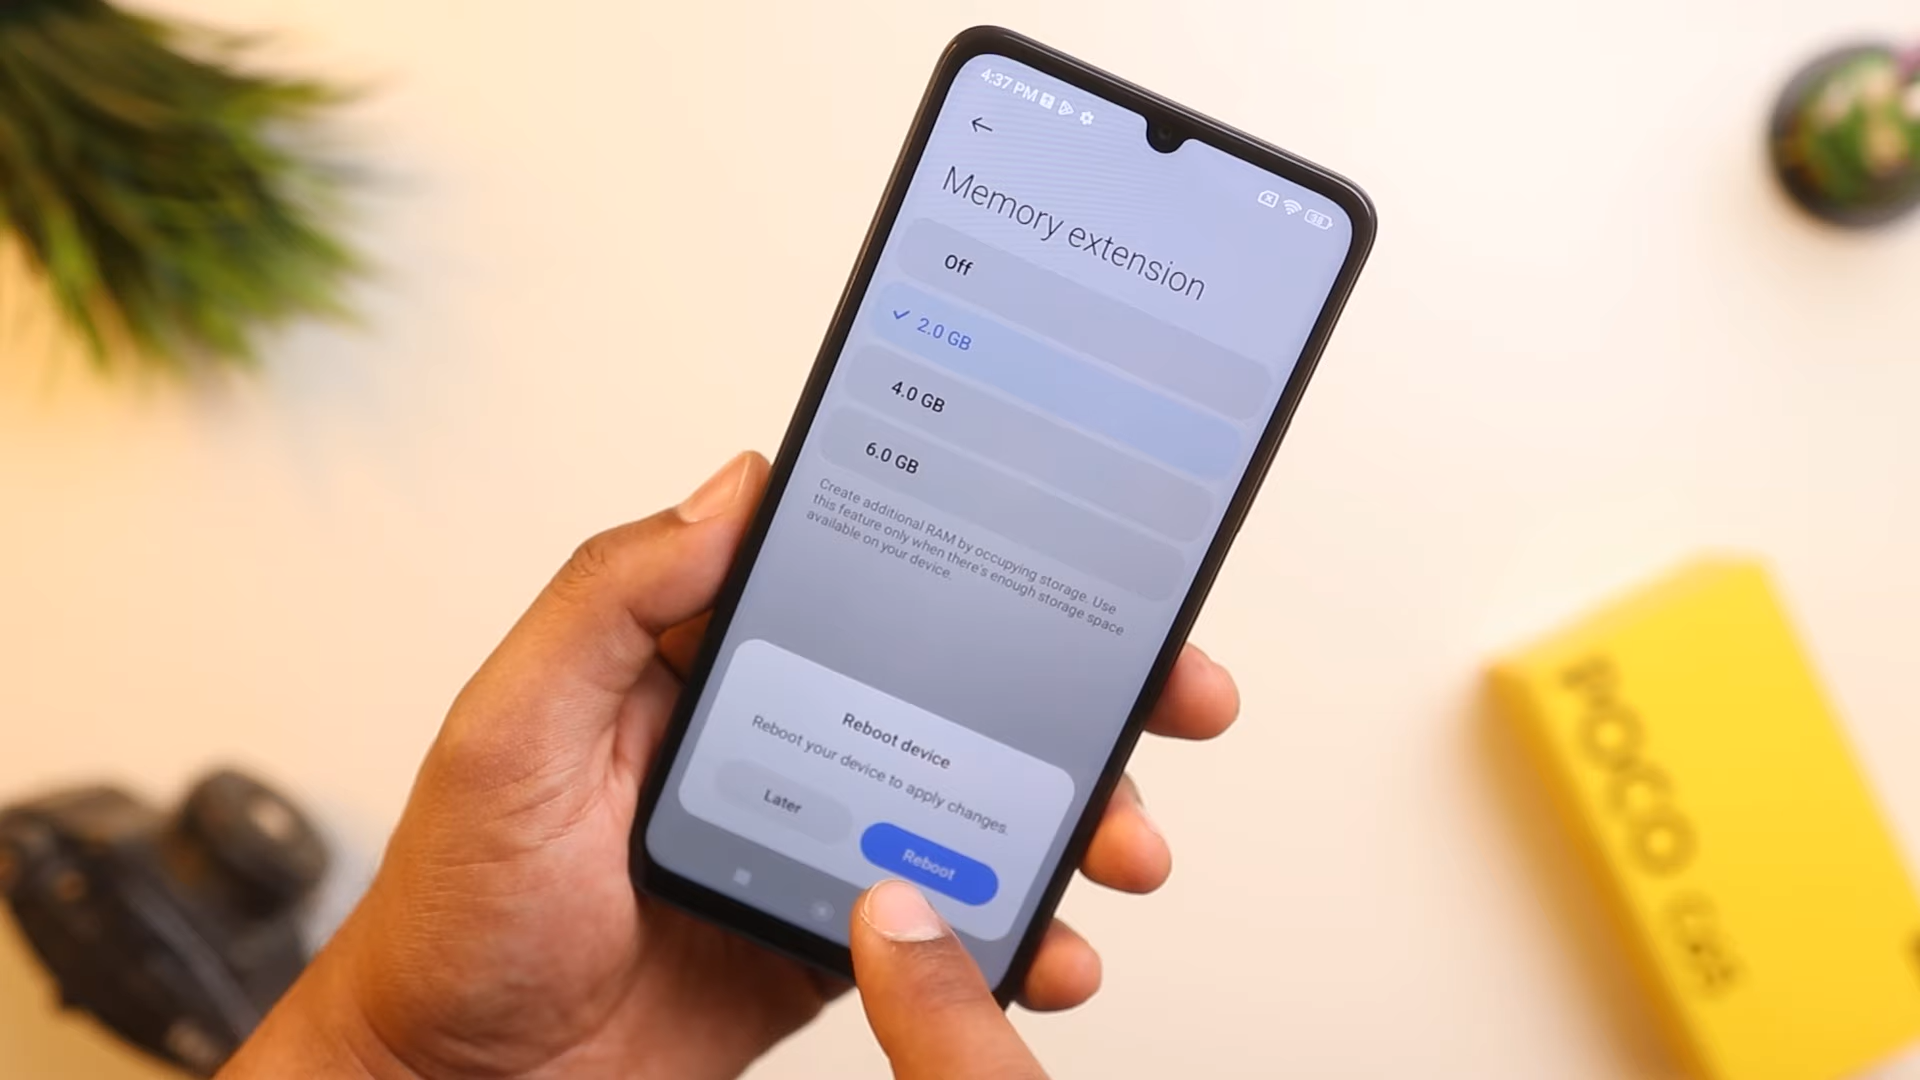 4:37 PM
38
Memory extension
Off
2.0 GB
4.0 GB
6.0 GB
Create additional RAM by occupying storage. Use
this feature only when there's enough storage space
available on your device.
Reboot device
Reboot your device to apply changes.
Later
Reboot
POCO